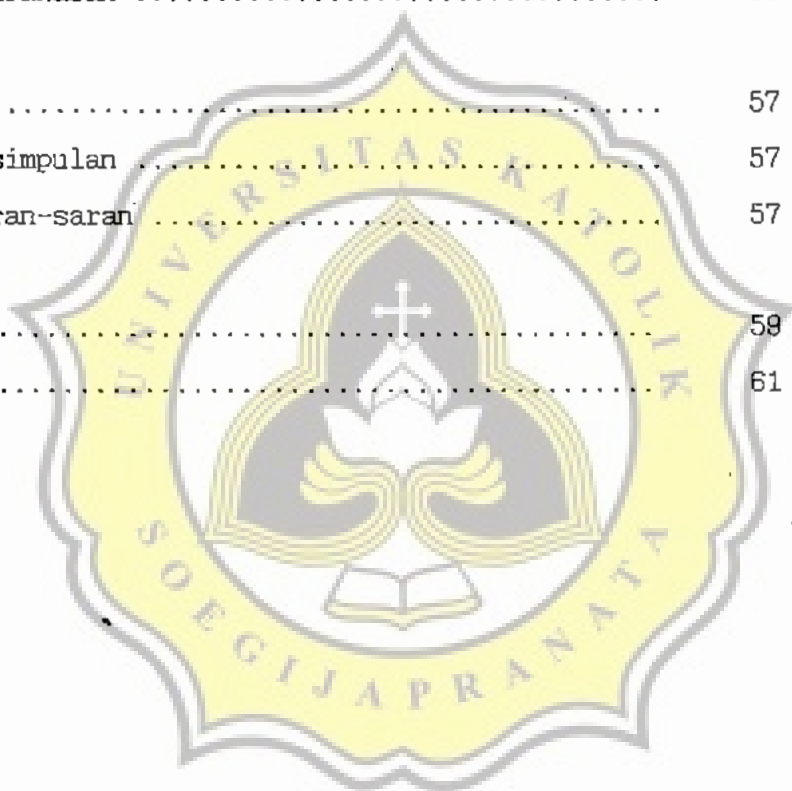 ............................................ 57
simpulan .................................. 57
ran-saran ................................. 57
............................................ 59
............................................ 61
UNIVERSITAS KATOLIK
SOEGIJAPRANATA